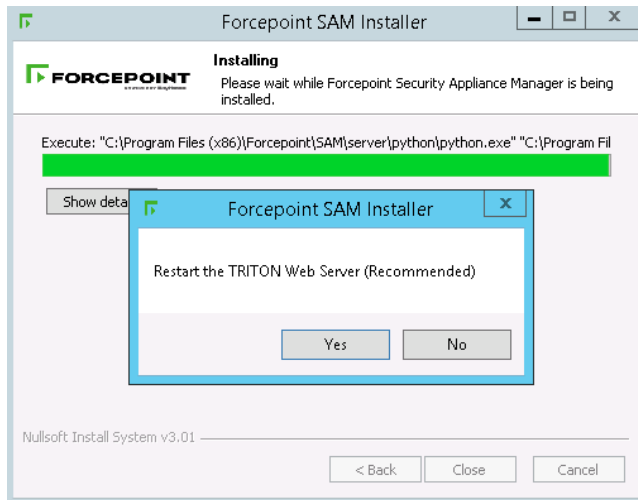 Forcepoint SAM Installer
FORCEPOINT
Installing
Please wait while Forcepoint Security Appliance Manager is being
installed.
Execute: "C:\Program Files (x86)\Forcepoint\SAM\server\python\python.exe" "C:\Program Fil
Show deta
Forcepoint SAM Installer
Restart the TRITON Web Server (Recommended)
Yes
No
Nullsoft Install System v3.01
< Back
Close
Cancel